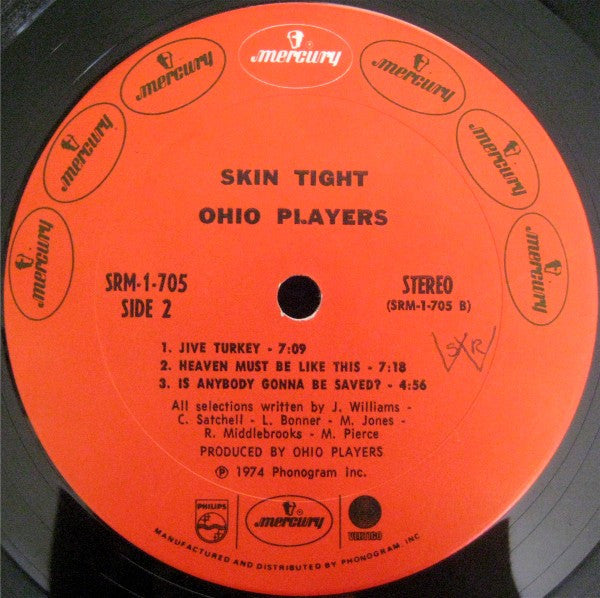 mercury
mercury
mercury
mercury
mercury
mercury
mercury
SKIN TIGHT
OHIO PLAYERS
SRM-1-705
SIDE 2
STEREO
(SRM-1-705 B)
1. JIVE TURKEY - 7:09
2. HEAVEN MUST BE LIKE THIS - 7:18
3. IS ANYBODY GONNA BE SAVED? - 4:56
All selections written by J. Williams -
C. Satchell - L. Bonner - M. Jones -
R. Middlebrooks - M. Pierce
PRODUCED BY OHIO PLAYERS
℗ 1974 Phonogram Inc.
PHILIPS
mercury
VERTIGO
MANUFACTURED AND DISTRIBUTED BY PHONOGRAM, INC